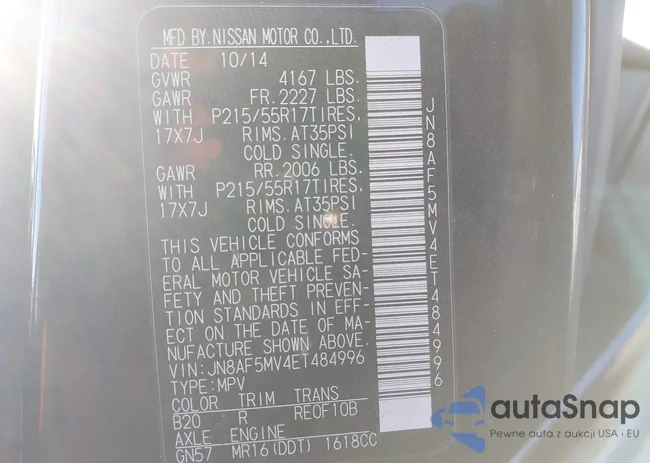 MFD BY.NISSAN MOTOR CO.,LTD.
DATE 10/14
GVWR 4167 LBS.
GAWR FR.2227 LBS.
WITH P215/55R17TIRES.
17X7J RIMS.AT35PSI
COLD SINGLE.
GAWR RR.2006 LBS.
WITH P215/55R17TIRES.
17X7J RIMS.AT35PSI
COLD SINGLE.
THIS VEHICLE CONFORMS
TO ALL APPLICABLE FED-
ERAL MOTOR VEHICLE SA-
FETY AND THEFT PREVEN-
TION STANDARDS IN EFF-
ECT ON THE DATE OF MA-
NUFACTURE SHOWN ABOVE.
VIN:JN8AF5MV4ET484996
TYPE:MPV
COLOR TRIM TRANS
B20 R RE0F10B
AXLE ENGINE
GN57 MR16(DDT) 1618CC
JN8AF5MV4ET484996
autoSnap
Pewne auta z aukcji USA i EU